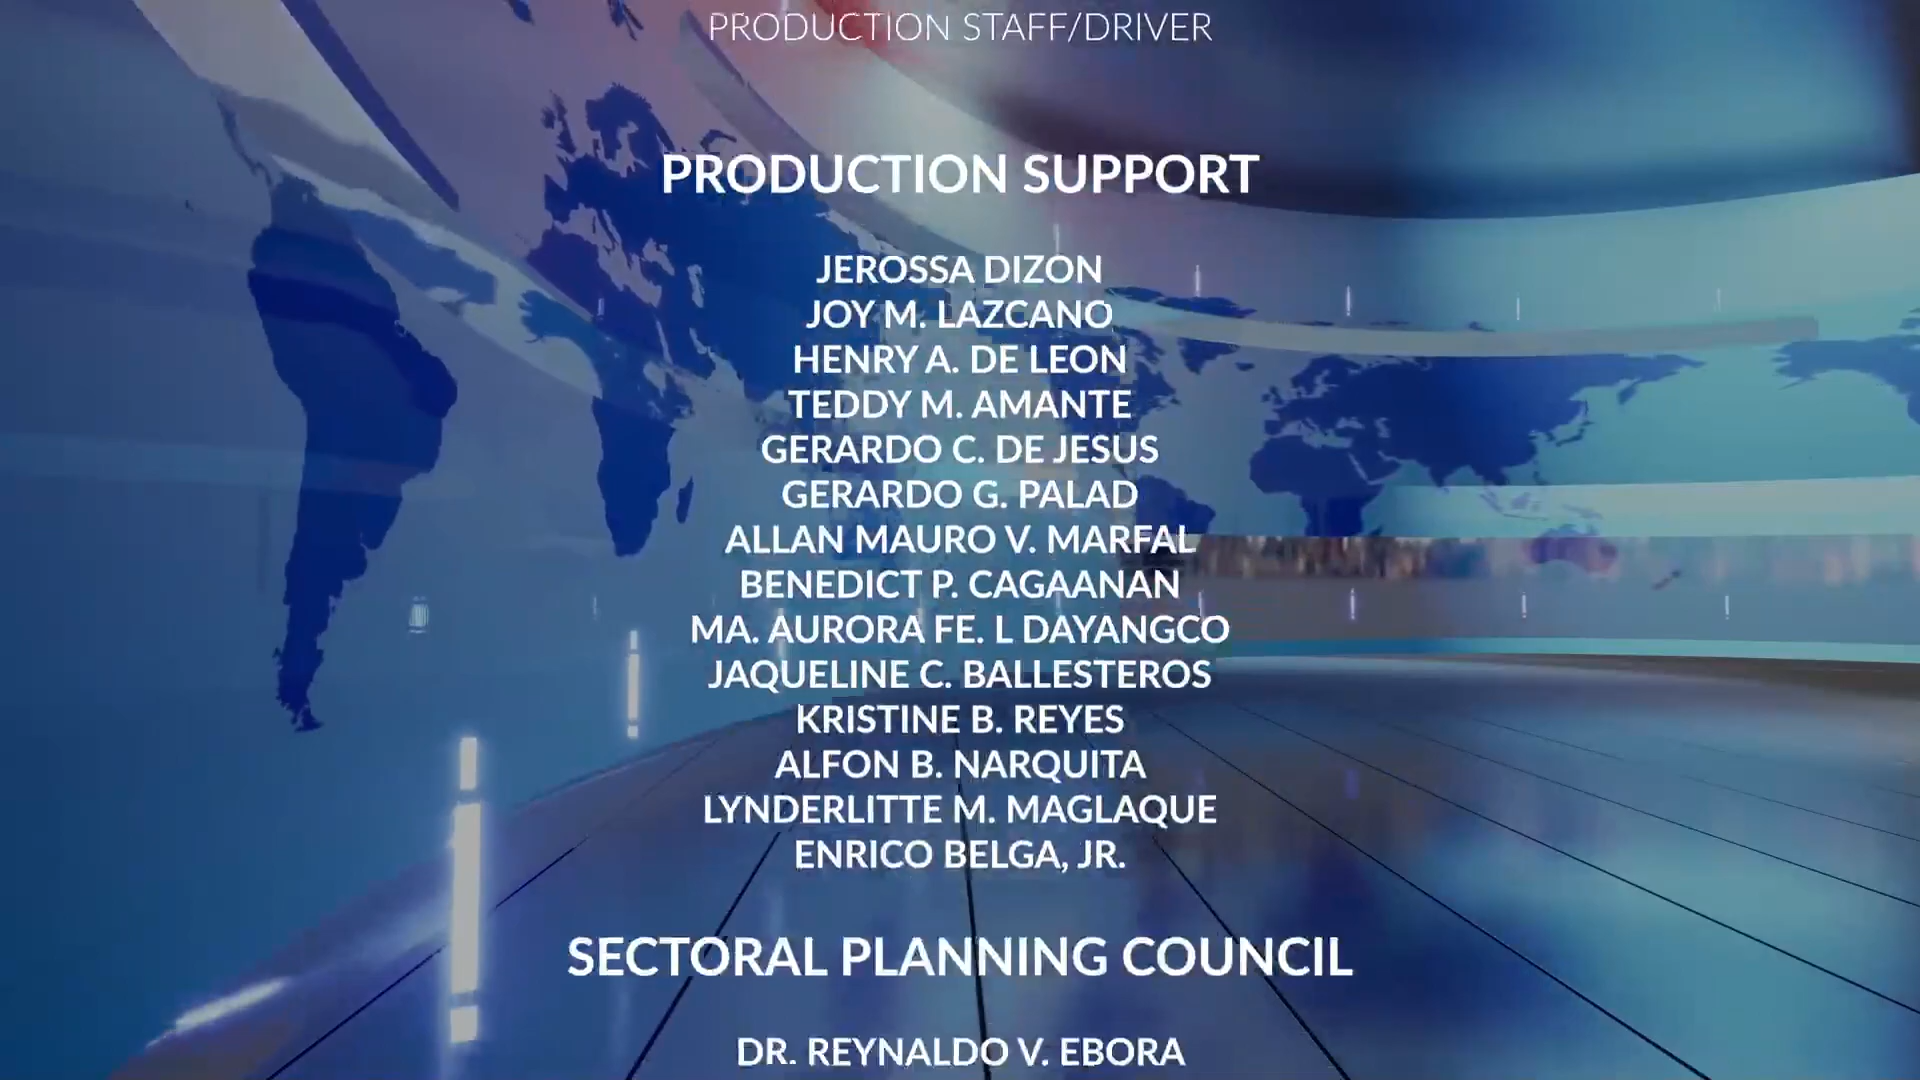 PRODUCTION STAFF/DRIVER
PRODUCTION SUPPORT
JEROSSA DIZON
JOY M. LAZCANO
HENRY A. DE LEON
TEDDY M. AMANTE
GERARDO C. DE JESUS
GERARDO G. PALAD
ALLAN MAURO V. MARFAL
BENEDICT P. CAGAANAN
MA. AURORA FE. L DAYANGCO
JAQUELINE C. BALLESTEROS
KRISTINE B. REYES
ALFON B. NARQUITA
LYNDERLITTE M. MAGLAQUE
ENRICO BELGA, JR.
SECTORAL PLANNING COUNCIL
DR. REYNALDO V. EBORA